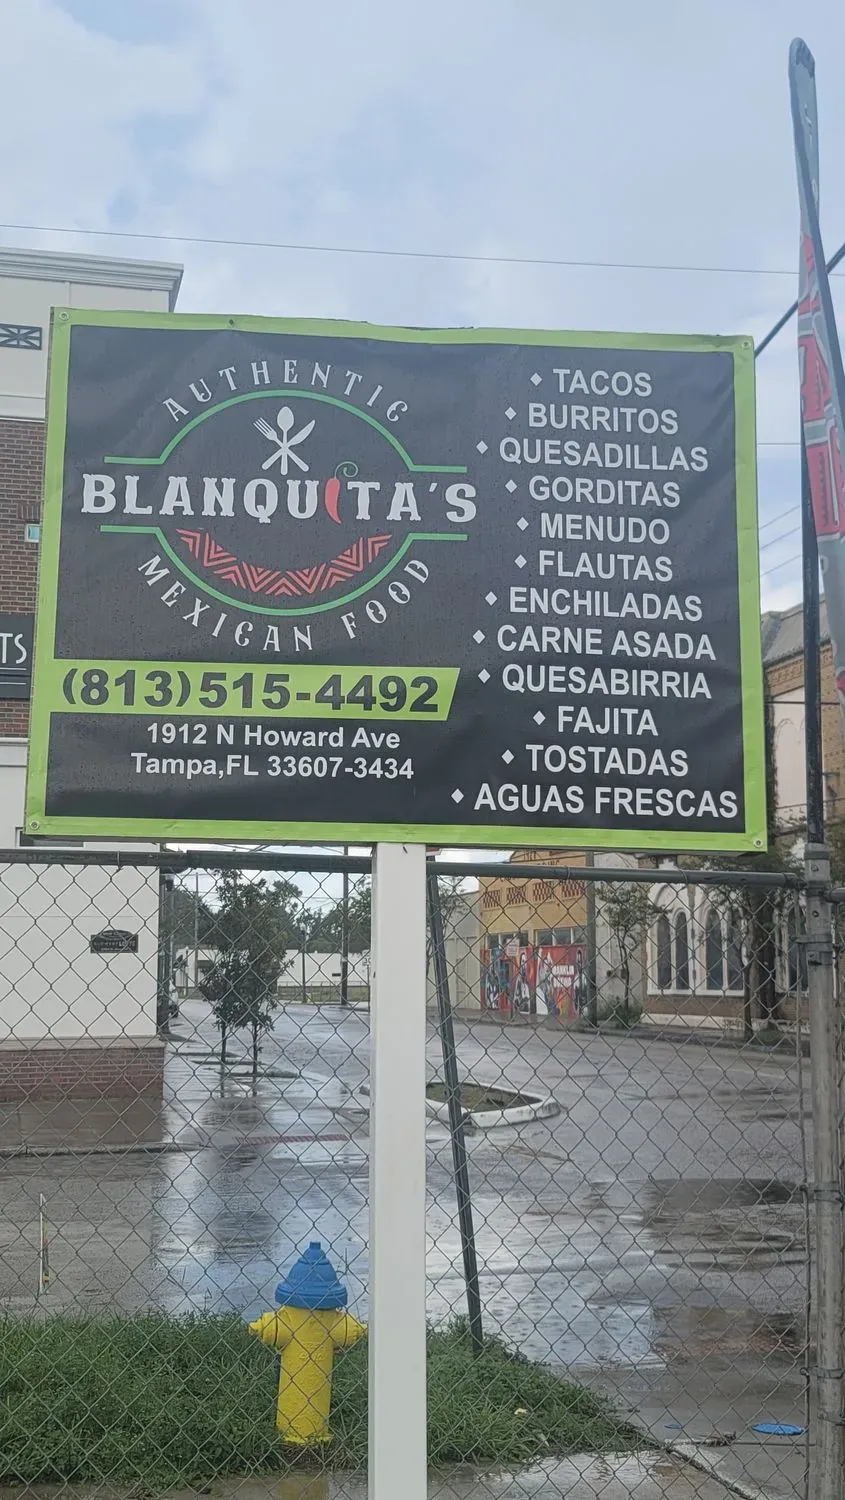 AUTHENTIC
BLANQUITA'S
MEXICAN FOOD
(813)515-4492
1912 N Howard Ave
Tampa,FL 33607-3434
• TACOS
• BURRITOS
• QUESADILLAS
• GORDITAS
• MENUDO
• FLAUTAS
• ENCHILADAS
• CARNE ASADA
• QUESABIRRIA
• FAJITA
• TOSTADAS
• AGUAS FRESCAS
TS